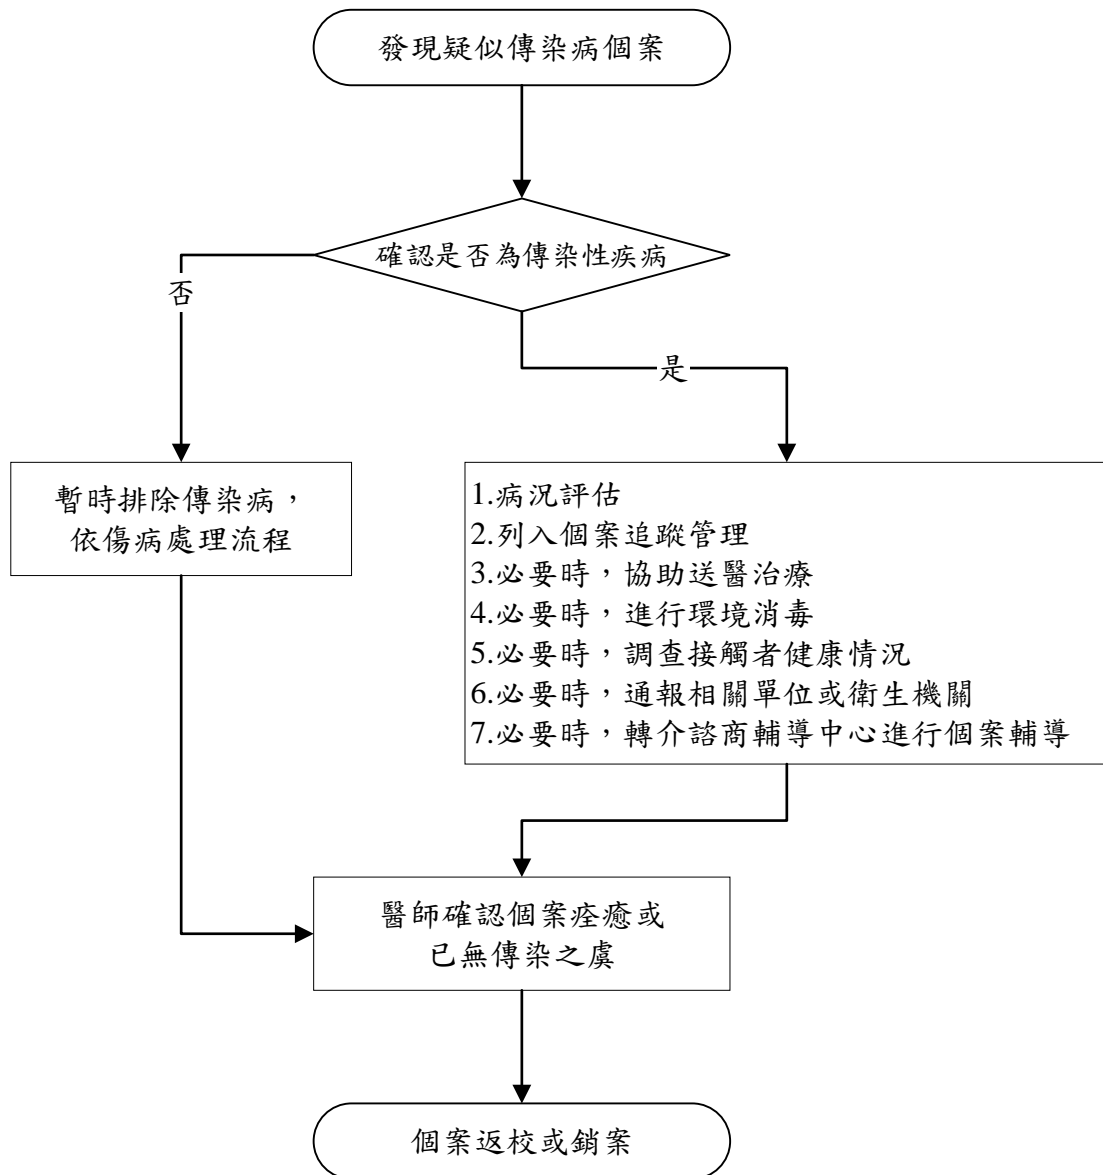 發現疑似傳染病個案
確認是否為傳染性疾病
否
是
暫時排除傳染病，
依傷病處理流程
1.病況評估
2.列入個案追蹤管理
3.必要時，協助送醫治療
4.必要時，進行環境消毒
5.必要時，調查接觸者健康情況
6.必要時，通報相關單位或衛生機關
7.必要時，轉介諮商輔導中心進行個案輔導
醫師確認個案痊癒或
已無傳染之虞
個案返校或銷案